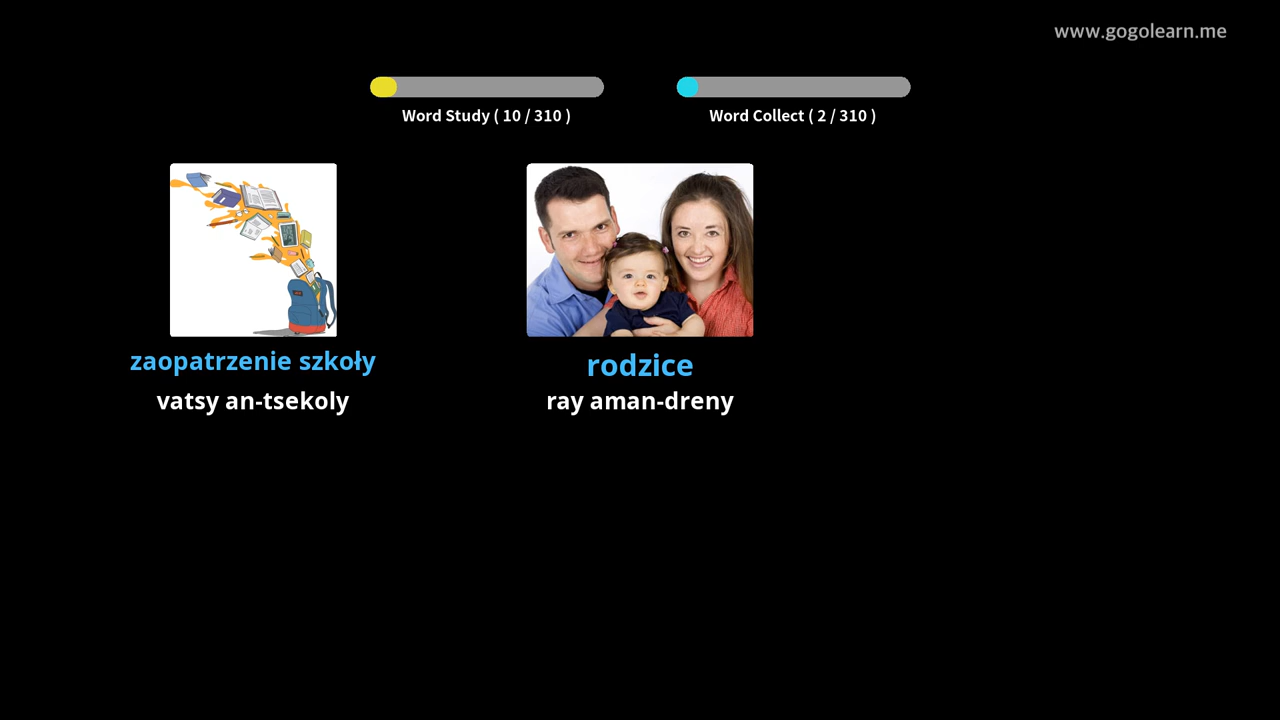 www.gogolearn.me
Word Study ( 10 / 310 )
Word Collect ( 2 / 310 )
zaopatrzenie szkoły
vatsy an-tsekoly
rodzice
ray aman-dreny